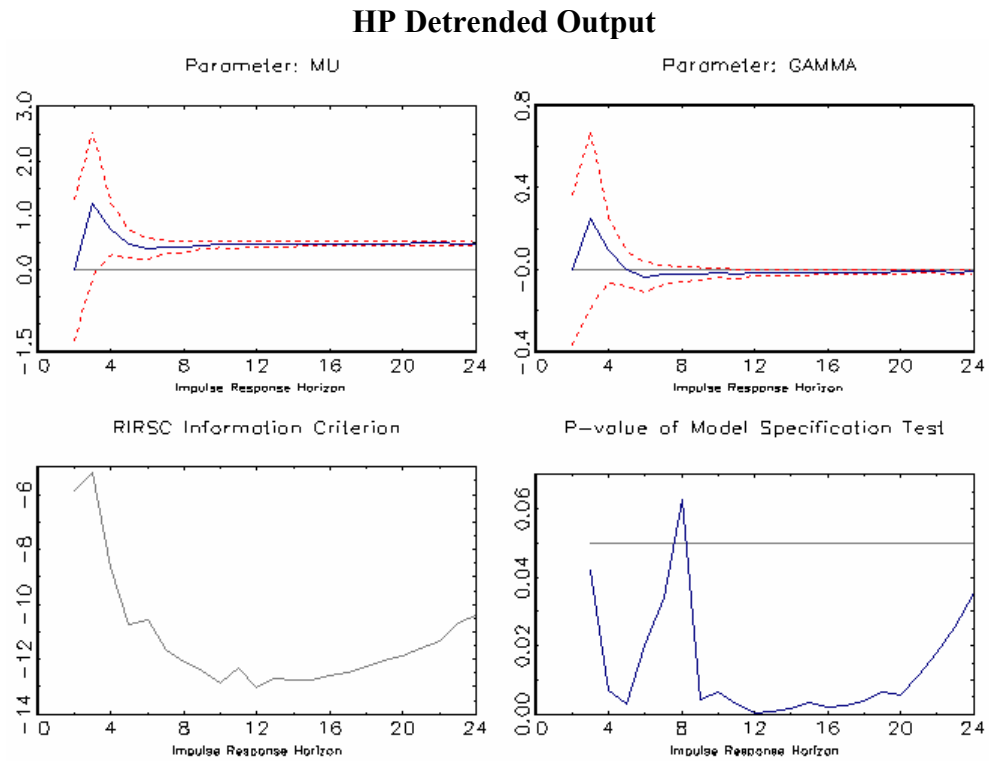 HP Detrended Output
Parameter: MU
Parameter: GAMMA
3.0
2.0
1.0
0.0
-1.5
0 4 8 12 16 20 24
Impulse Response Horizon
0.8
0.4
-0.0
-0.4
0 4 8 12 16 20 24
Impulse Response Horizon
RIRSC Information Criterion
P-value of Model Specification Test
-6
-8
-10
-12
-14
0 4 8 12 16 20 24
Impulse Response Horizon
0.06
0.04
0.02
0.00
0 4 8 12 16 20 24
Impulse Response Horizon